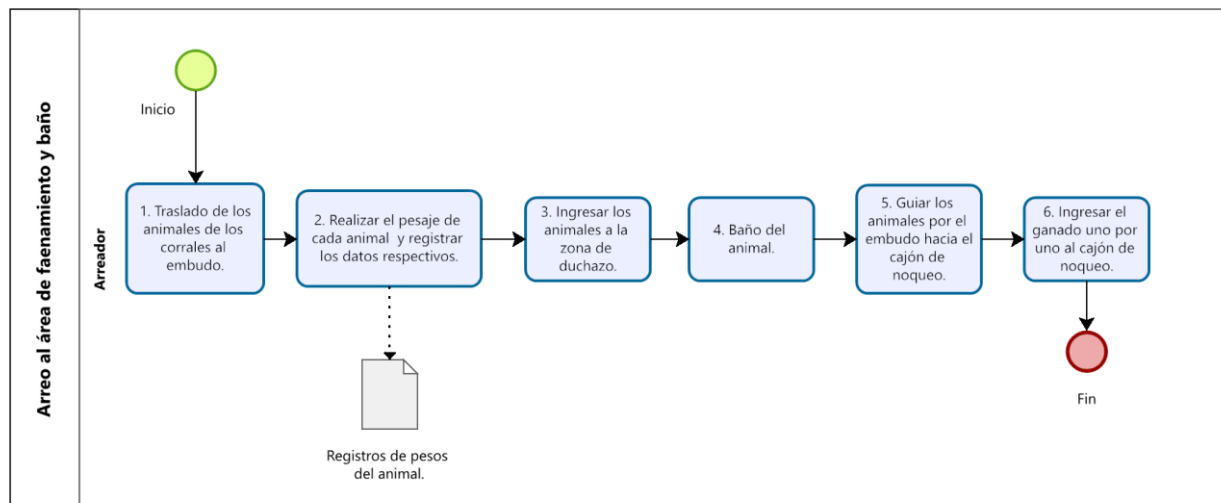 Arreo al área de faenamiento y baño
Arreador
Inicio
1. Traslado de los
animales de los
corrales al
embudo.
2. Realizar el pesaje de
cada animal y registrar
los datos respectivos.
3. Ingresar los
animales a la
zona de
duchazo.
4. Baño del
animal.
5. Guiar los
animales por el
embudo hacia el
cajón de
noqueo.
6. Ingresar el
ganado uno por
uno al cajón de
noqueo.
Registros de pesos
del animal.
Fin